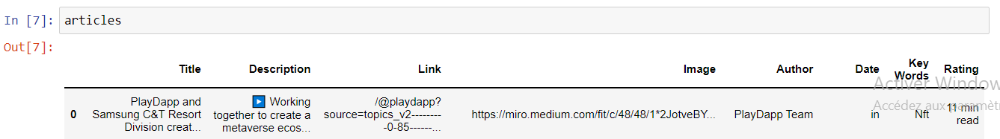 In [7]: articles
Out[7]:
Title Description Link Image Author Date Key Words Rating
0 PlayDapp and Samsung C&T Resort Division creat... ▶️ Working together to create a metaverse ecos... /@playdapp?source=topics_v2---------0-85------... https://miro.medium.com/fit/c/48/48/1*2JotveBY... PlayDapp Team in Nft 11 min read
Activer Window
Accédez aux paramèt